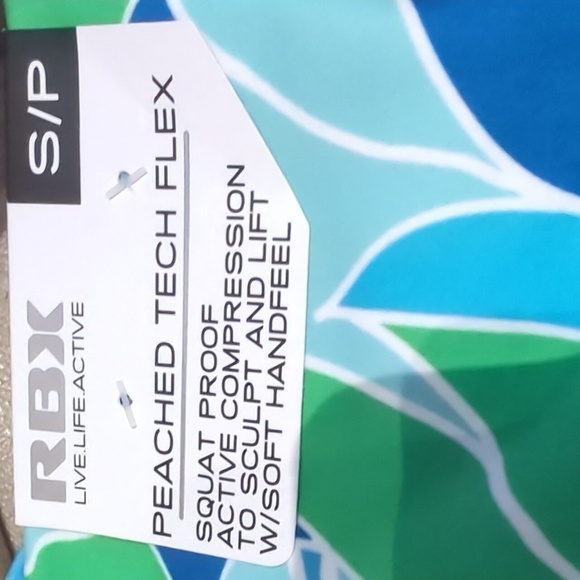 RBX
LIVE.LIFE.ACTIVE
S/P
PEACHED TECH FLEX
SQUAT PROOF
ACTIVE COMPRESSION
TO SCULPT AND LIFT
W/SOFT HANDFEEL